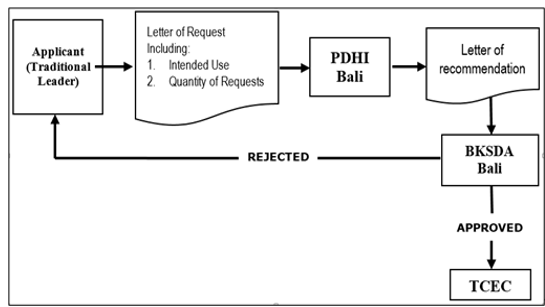 Applicant
(Traditional
Leader)
Letter of Request
Including:
1. Intended Use
2. Quantity of Requests
PDHI
Bali
Letter of
recommendation
REJECTED
BKSDA
Bali
APPROVED
TCEC